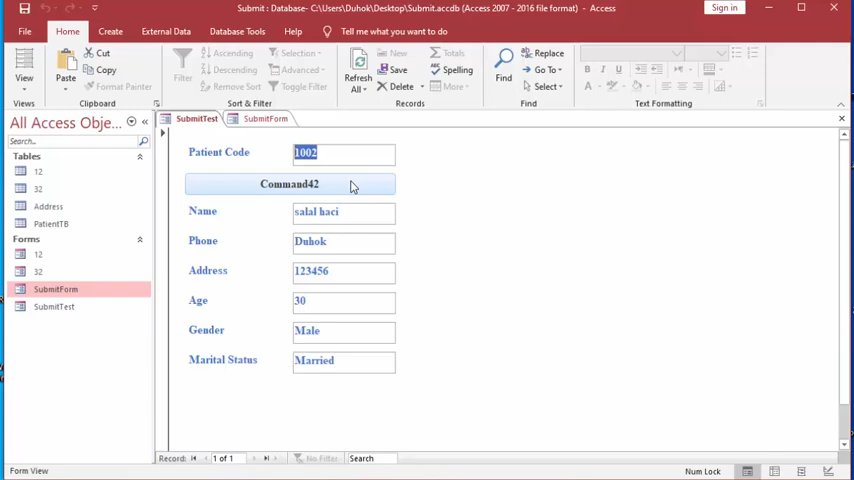 Submit : Database- C:\Users\Duhok\Desktop\Submit.accdb (Access 2007 - 2016 file format) - Access
Sign in
File Home Create External Data Database Tools Help Tell me what you want to do
View
Views
Paste
Cut
Copy
Format Painter
Clipboard
Filter
Ascending
Descending
Remove Sort
Selection
Advanced
Toggle Filter
Sort & Filter
Refresh
All
New
Save
Delete
Totals
Spelling
More
Records
Find
Replace
Go To
Select
Find
B I U
A
Text Formatting
All Access Obje...
Search...
Tables
12
32
Address
PatientTB
Forms
12
32
SubmitForm
SubmitTest
SubmitTest SubmitForm
Patient Code 1002
Command42
Name salal haci
Phone Duhok
Address 123456
Age 30
Gender Male
Marital Status Married
Record: 1 of 1 No Filter Search
Form View
Num Lock